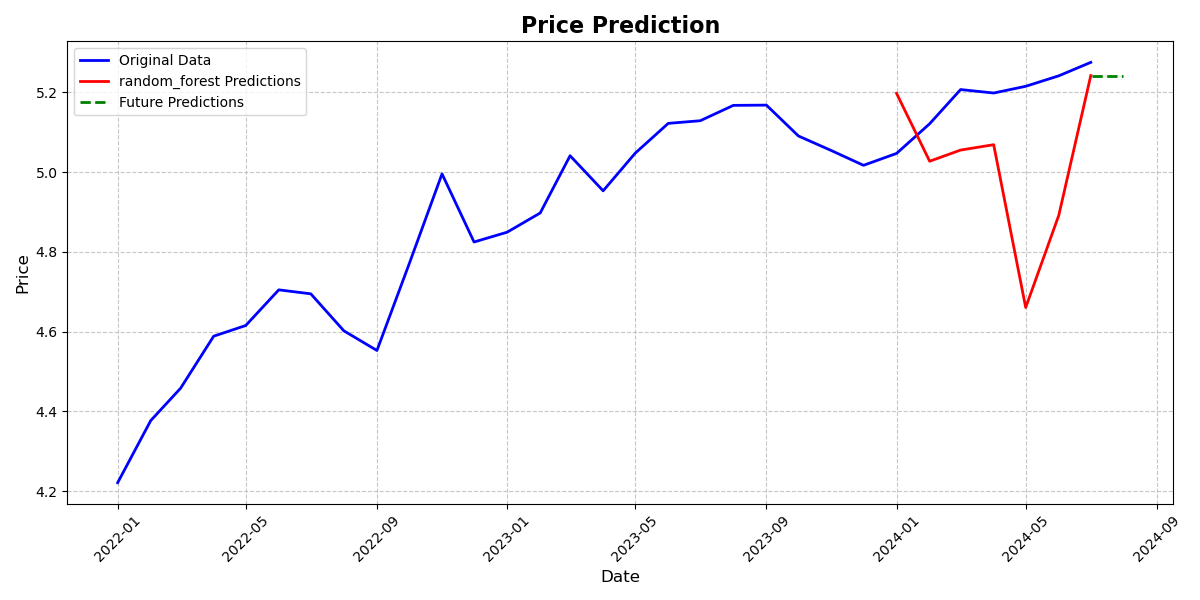 Price Prediction
Original Data
random_forest Predictions
Future Predictions
Price
5.2
5.0
4.8
4.6
4.4
4.2
2022-01
2022-05
2022-09
2023-01
2023-05
2023-09
2024-01
2024-05
2024-09
Date